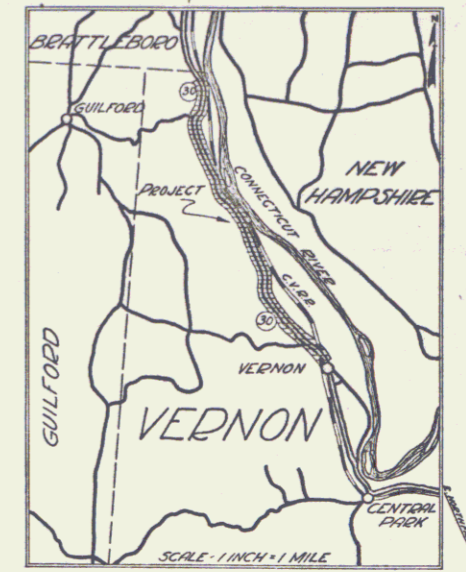 BRATTLEBORO
N
30
GUILFORD
NEW
HAMPSHIRE
PROJECT
CONNECTICUT RIVER
C.V.R.R.
30
GUILFORD
VERNON
VERNON
CENTRAL
PARK
SCALE - 1 INCH = 1 MILE